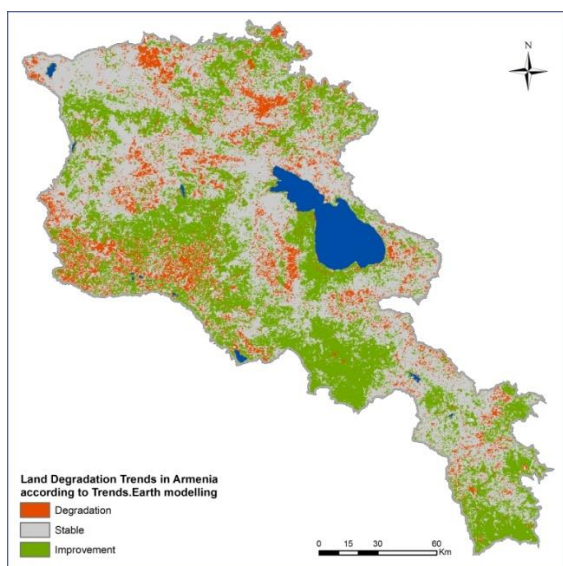 N
Land Degradation Trends in Armenia
according to Trends.Earth modelling
Degradation
Stable
Improvement
0 15 30 60
Km